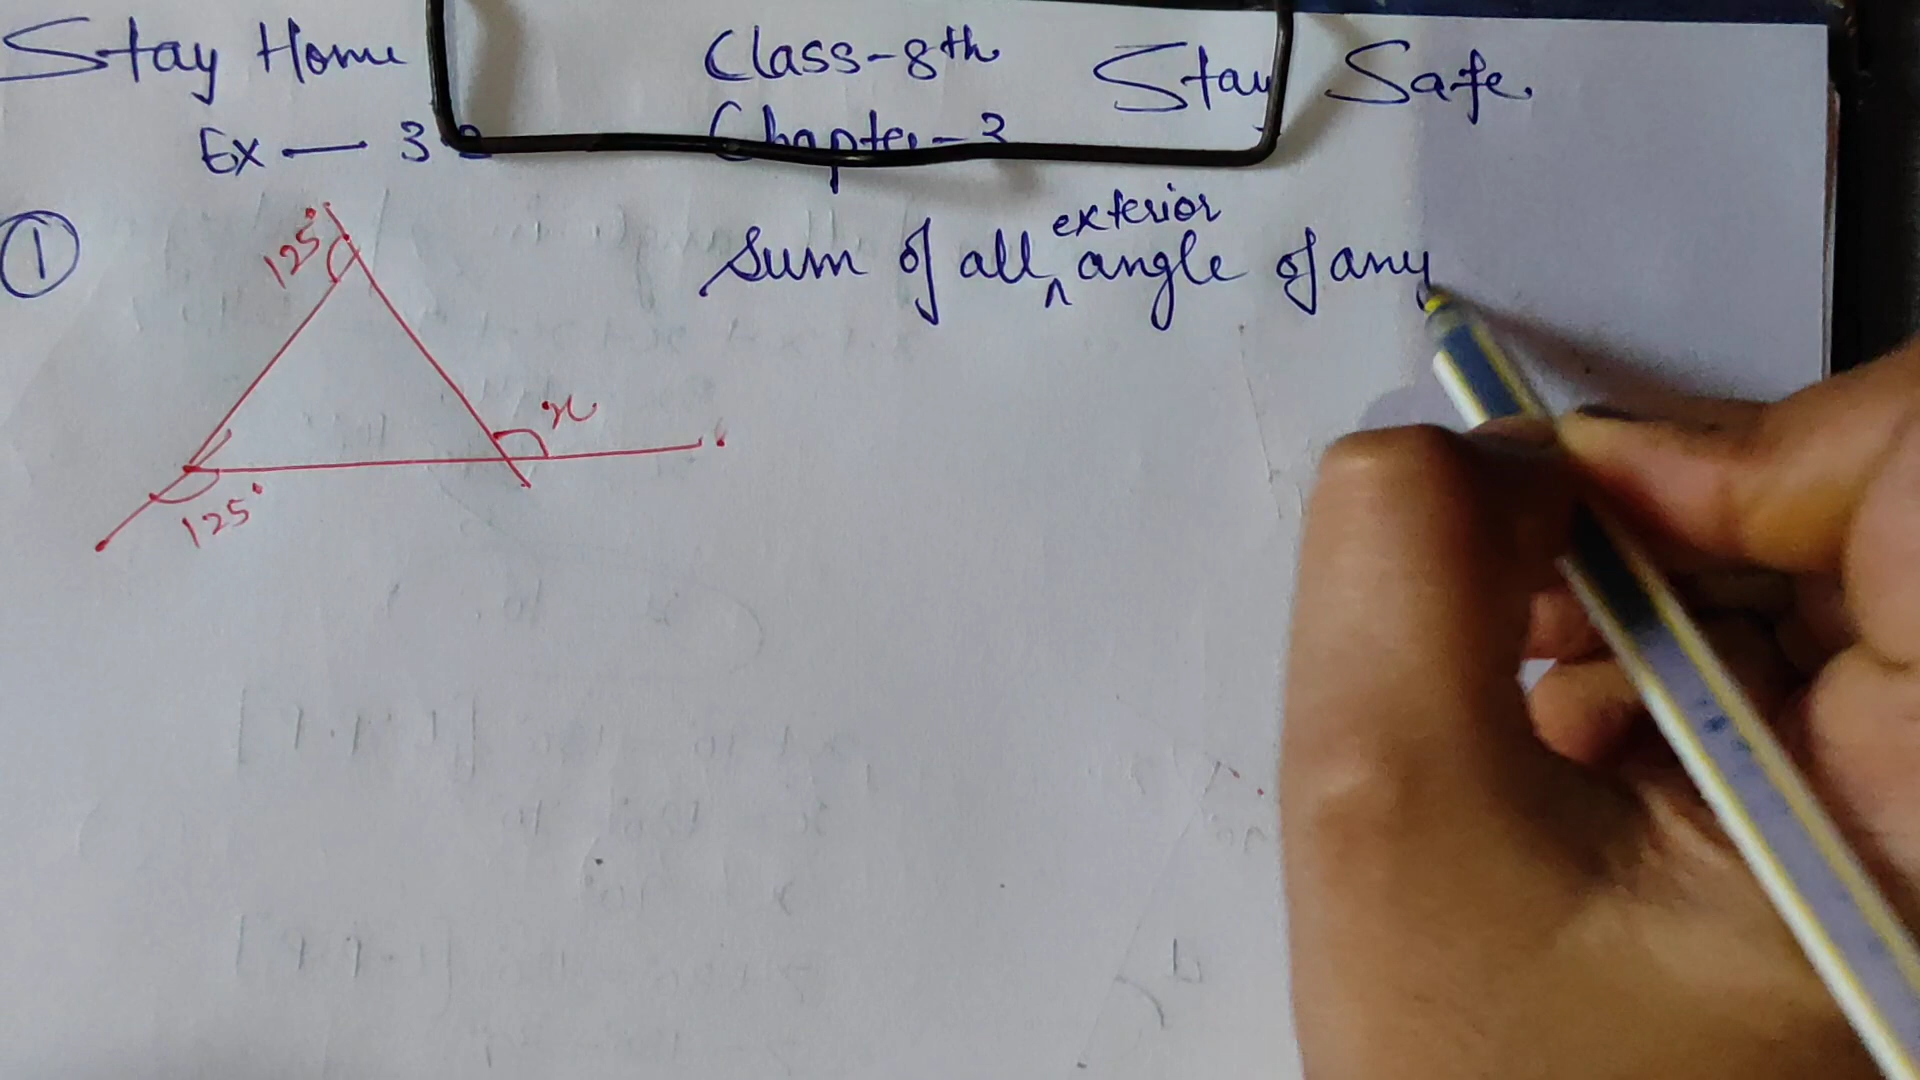 Stay Home Class-8th Stay Safe
Ex — 3.2 Chapter-3
①
125°
exterior
Sum of all ^ angle of any
x
125°